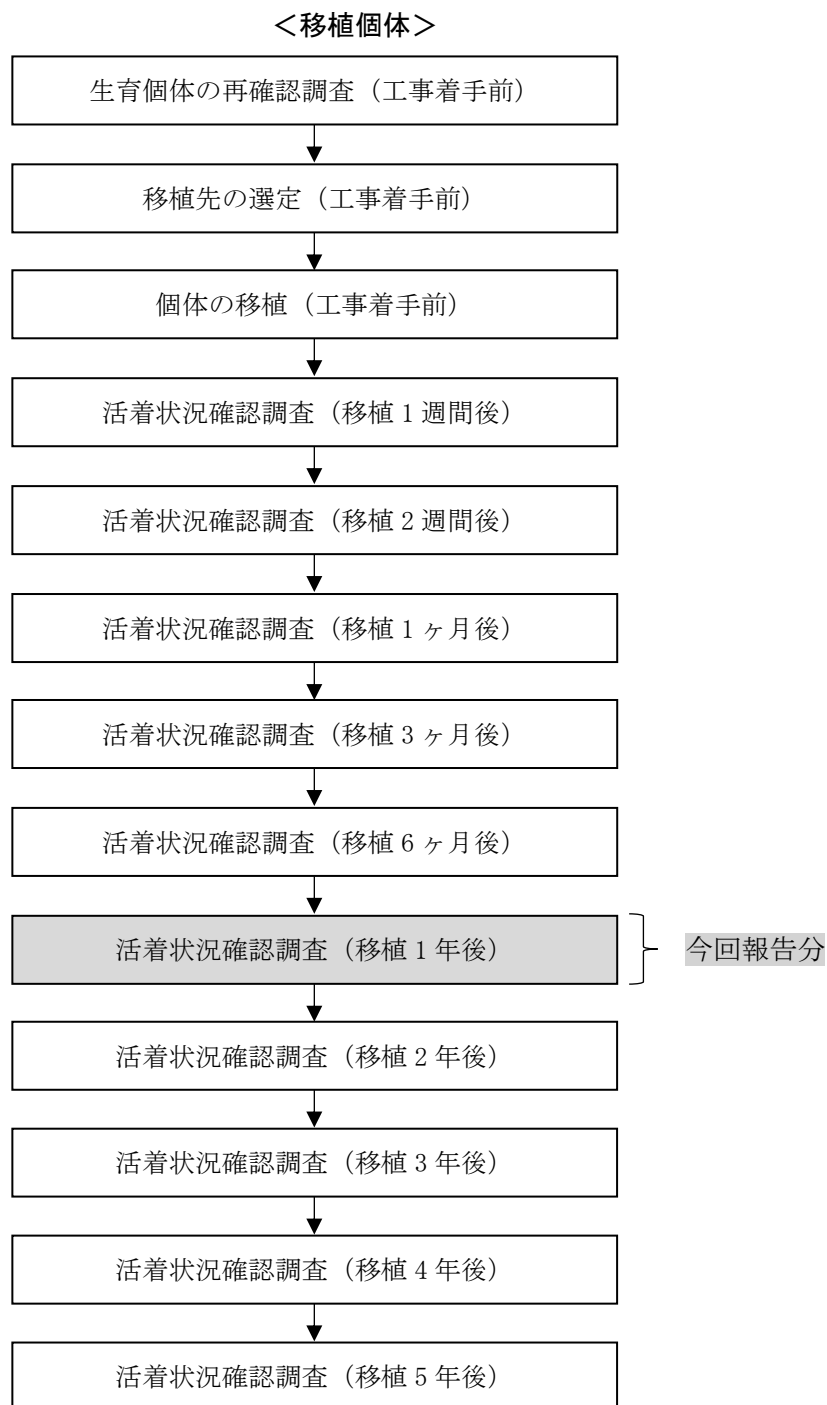 ＜移植個体＞
生育個体の再確認調査（工事着手前）
移植先の選定（工事着手前）
個体の移植（工事着手前）
活着状況確認調査（移植 1 週間後）
活着状況確認調査（移植 2 週間後）
活着状況確認調査（移植 1 ヶ月後）
活着状況確認調査（移植 3 ヶ月後）
活着状況確認調査（移植 6 ヶ月後）
活着状況確認調査（移植 1 年後）
今回報告分
活着状況確認調査（移植 2 年後）
活着状況確認調査（移植 3 年後）
活着状況確認調査（移植 4 年後）
活着状況確認調査（移植 5 年後）